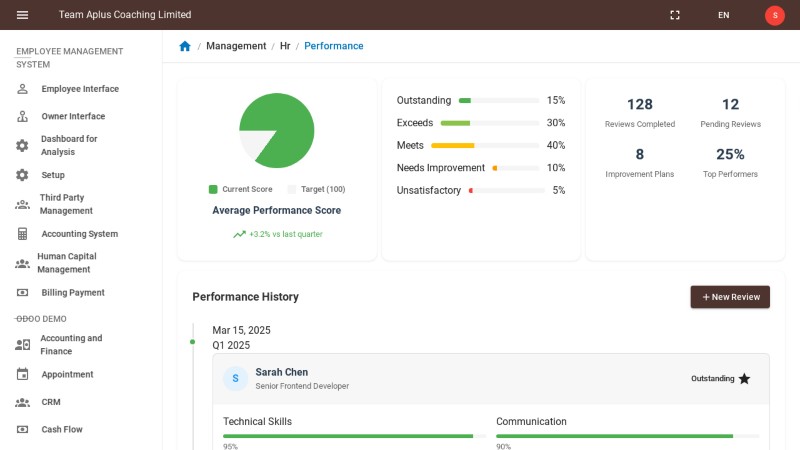 Team Aplus Coaching Limited
EN
S
EMPLOYEE MANAGEMENT
SYSTEM
Employee Interface
Owner Interface
Dashboard for
Analysis
Setup
Third Party
Management
Accounting System
Human Capital
Management
Billing Payment
ODOO DEMO
Accounting and
Finance
Appointment
CRM
Cash Flow
/ Management / Hr / Performance
Current Score
Target (100)
Average Performance Score
+3.2% vs last quarter
Outstanding 15%
Exceeds 30%
Meets 40%
Needs Improvement 10%
Unsatisfactory 5%
128
Reviews Completed
12
Pending Reviews
8
Improvement Plans
25%
Top Performers
Performance History
+ New Review
Mar 15, 2025
Q1 2025
S
Sarah Chen
Senior Frontend Developer
Outstanding
Technical Skills
95%
Communication
90%